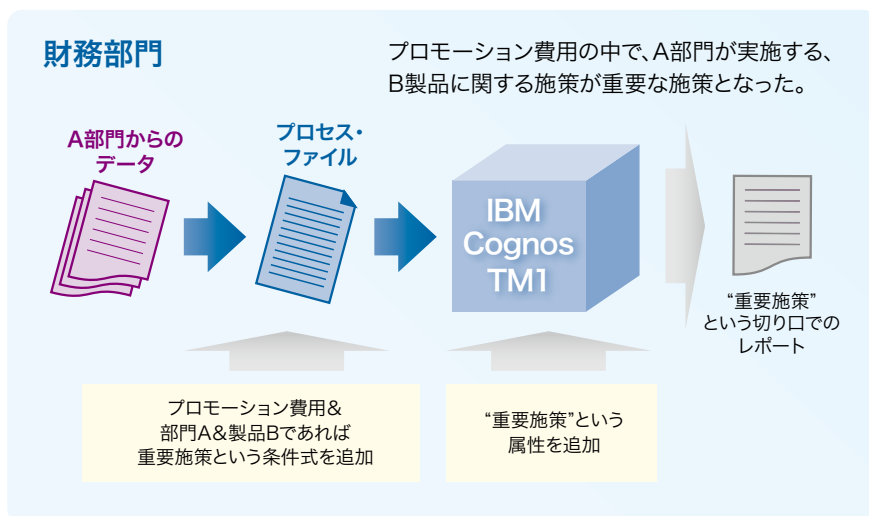 財務部門
プロモーション費用の中で、A部門が実施する、
B製品に関する施策が重要な施策となった。
A部門からの
データ
プロセス・
ファイル
IBM
Cognos
TM1
“重要施策”
という切り口での
レポート
プロモーション費用&
部門A&製品Bであれば
重要施策という条件式を追加
“重要施策”という
属性を追加